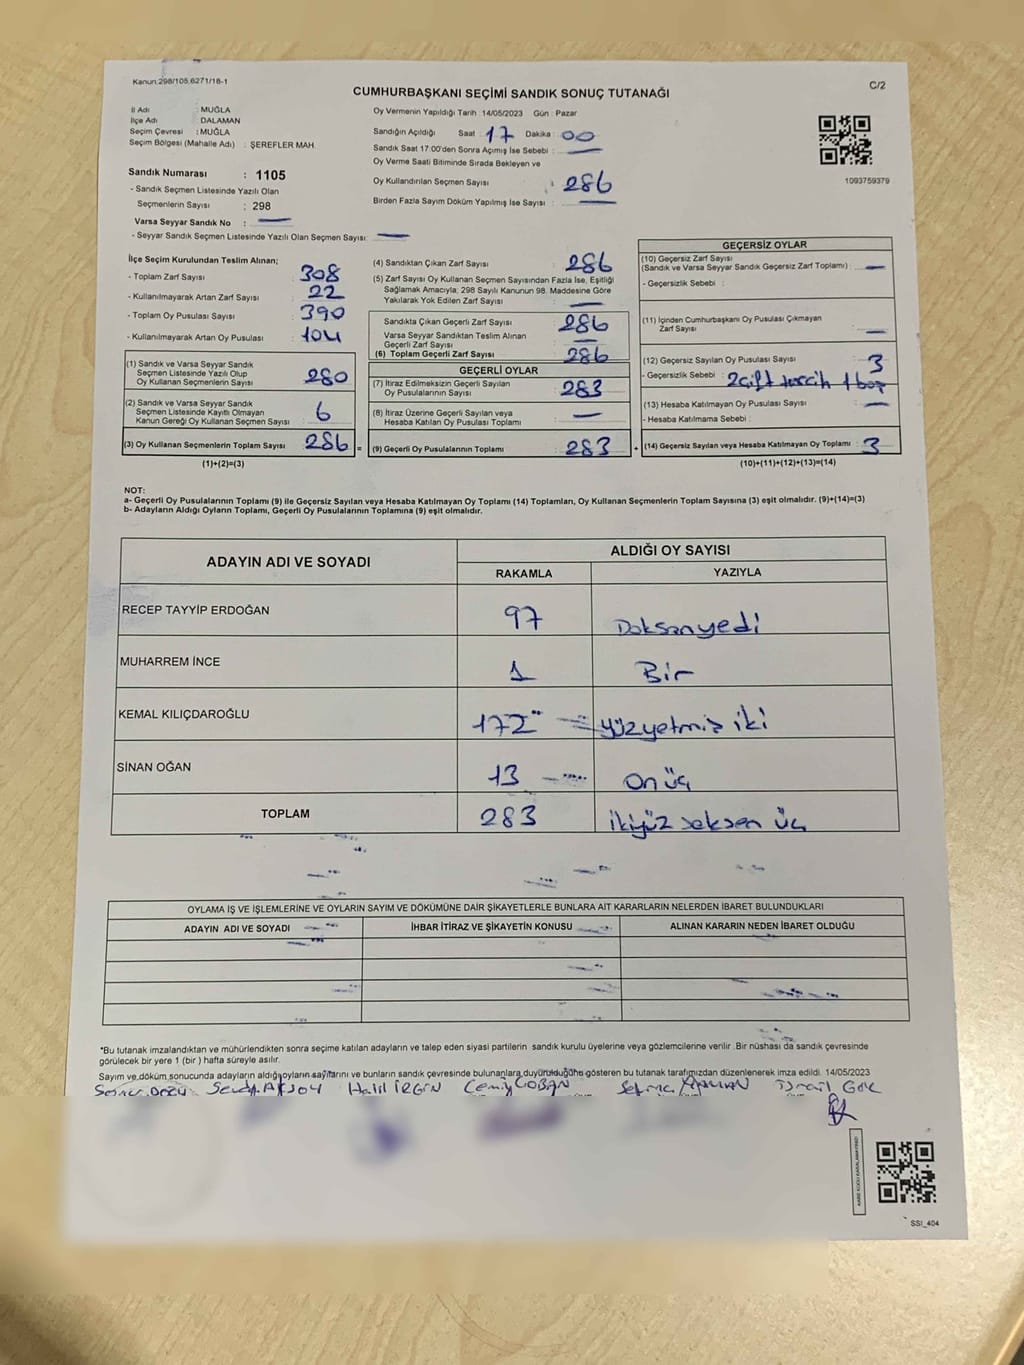 Kanun:298/105,6271/18-1
C/2
CUMHURBAŞKANI SEÇİMİ SANDIK SONUÇ TUTANAĞI
İl Adı : MUĞLA
İlçe Adı : DALAMAN
Seçim Çevresi : MUĞLA
Seçim Bölgesi (Mahalle Adı) : ŞEREFLER MAH.
Sandık Numarası : 1105
- Sandık Seçmen Listesinde Yazılı Olan
Seçmenlerin Sayısı : 298
Varsa Seyyar Sandık No :
- Seyyar Sandık Seçmen Listesinde Yazılı Olan Seçmen Sayısı:
Oy Vermenin Yapıldığı Tarih : 14/05/2023 Gün : Pazar
Sandığın Açıldığı Saat : 17 Dakika : 00
Sandık Saat 17:00'den Sonra Açımış İse Sebebi :
Oy Verme Saati Bitiminde Sırada Bekleyen ve
Oy Kullandırılan Seçmen Sayısı : 286
Birden Fazla Sayım Döküm Yapılmış İse Sayısı :
1093759379
İlçe Seçim Kurulundan Teslim Alınan;
- Toplam Zarf Sayısı : 308
- Kullanılmayarak Artan Zarf Sayısı : 22
- Toplam Oy Pusulası Sayısı : 390
- Kullanılmayarak Artan Oy Pusulası : 104
(1) Sandık ve Varsa Seyyar Sandık
Seçmen Listesinde Yazılı Olup
Oy Kullanan Seçmenlerin Sayısı : 280
(2) Sandık ve Varsa Seyyar Sandık
Seçmen Listesinde Kayıtlı Olmayan
Kanun Gereği Oy Kullanan Seçmen Sayısı : 6
(3) Oy Kullanan Seçmenlerin Toplam Sayısı : 286
(1)+(2)=(3)
(4) Sandıktan Çıkan Zarf Sayısı : 286
(5) Zarf Sayısı Oy Kullanan Seçmen Sayısından Fazla İse, Eşitliği
Sağlamak Amacıyla; 298 Sayılı Kanunun 98. Maddesine Göre
Yakılarak Yok Edilen Zarf Sayısı :
Sandıkta Çıkan Geçerli Zarf Sayısı : 286
Varsa Seyyar Sandıktan Teslim Alınan
Geçerli Zarf Sayısı :
(6) Toplam Geçerli Zarf Sayısı : 286
GEÇERLİ OYLAR
(7) İtiraz Edilmeksizin Geçerli Sayılan
Oy Pusulalarının Sayısı : 283
(8) İtiraz Üzerine Geçerli Sayılan veya
Hesaba Katılan Oy Pusulası Toplamı :
= (9) Geçerli Oy Pusulalarının Toplamı : 283
GEÇERSİZ OYLAR
(10) Geçersiz Zarf Sayısı
(Sandık ve Varsa Seyyar Sandık Geçersiz Zarf Toplamı) :
- Geçersizlik Sebebi :
(11) İçinden Cumhurbaşkanı Oy Pusulası Çıkmayan
Zarf Sayısı :
(12) Geçersiz Sayılan Oy Pusulası Sayısı : 3
- Geçersizlik Sebebi : 2 çift tercih 1 boş
(13) Hesaba Katılmayan Oy Pusulası Sayısı :
- Hesaba Katılmama Sebebi :
+ (14) Geçersiz Sayılan veya Hesaba Katılmayan Oy Toplamı : 3
(10)+(11)+(12)+(13)=(14)
NOT:
a- Geçerli Oy Pusulalarının Toplamı (9) ile Geçersiz Sayılan veya Hesaba Katılmayan Oy Toplamı (14) Toplamları, Oy Kullanan Seçmenlerin Toplam Sayısına (3) eşit olmalıdır. (9)+(14)=(3)
b- Adayların Aldığı Oyların Toplamı, Geçerli Oy Pusulalarının Toplamına (9) eşit olmalıdır.
ADAYIN ADI VE SOYADI
ALDIĞI OY SAYISI
RAKAMLA YAZIYLA
RECEP TAYYİP ERDOĞAN 97 Doksanyedi
MUHARREM İNCE 1 Bir
KEMAL KILIÇDAROĞLU 172 yüzyetmiş iki
SİNAN OĞAN 13 on üç
TOPLAM 283 ikiyüz seksen üç
OYLAMA İŞ VE İŞLEMLERİNE VE OYLARIN SAYIM VE DÖKÜMÜNE DAİR ŞİKAYETLERLE BUNLARA AİT KARARLARIN NELERDEN İBARET BULUNDUKLARI
ADAYIN ADI VE SOYADI İHBAR İTİRAZ VE ŞİKAYETİN KONUSU ALINAN KARARIN NEDEN İBARET OLDUĞU
*Bu tutanak imzalandıktan ve mühürlendikten sonra seçime katılan adayların ve talep eden siyasi partilerin sandık kurulu üyelerine veya gözlemcilerine verilir .Bir nüshası da sandık çevresinde
görülecek bir yere 1 (bir ) hafta süreyle asılır.
Sayım ve döküm sonucunda adayların aldığı oyların sayılarını ve bunların sandık çevresinde bulunanlara duyurulduğunu gösteren bu tutanak tarafımızdan düzenlenerek imza edildi. 14/05/2023
Halil İRGİN Cemil ÇOBAN İsmail GÖK
SSI_404